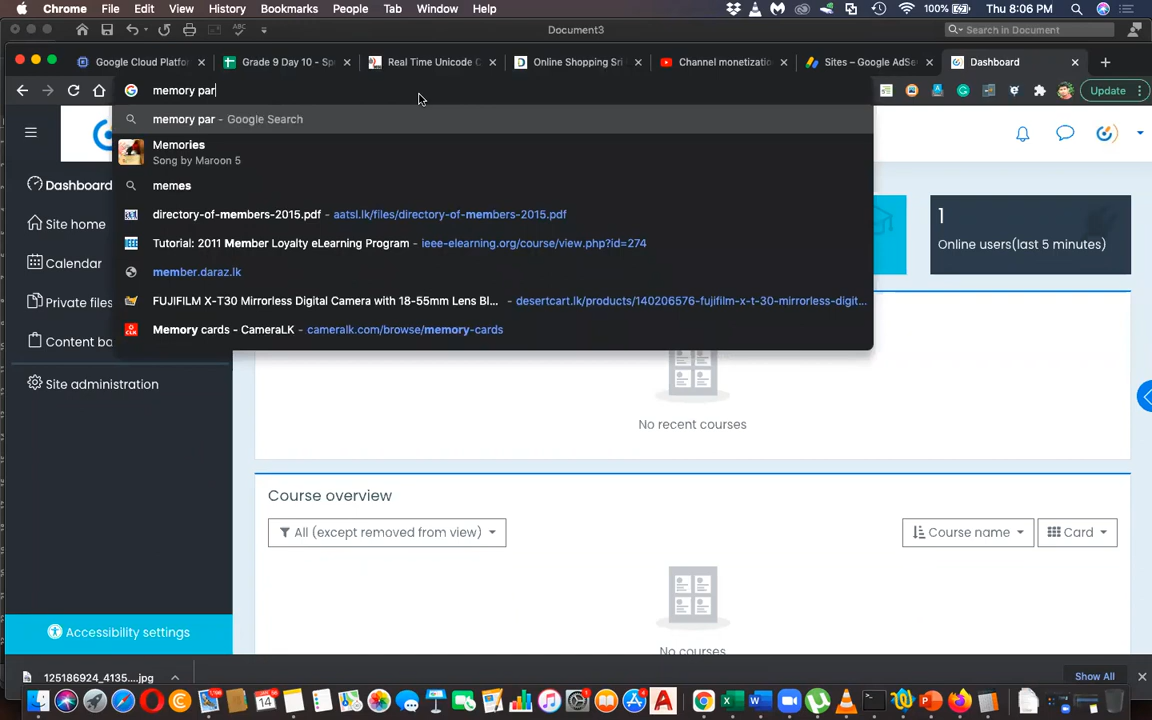 Chrome File Edit View History Bookmarks People Tab Window Help 100% Thu 8:06 PM
Document3 Search in Document
Google Cloud Platfo Grade 9 Day 10 - Spr Real Time Unicode C Online Shopping Sri Channel monetizatio Sites – Google AdSe Dashboard
memory par Update
memory par - Google Search
Memories
Song by Maroon 5
memes
directory-of-members-2015.pdf - aatsl.lk/files/directory-of-members-2015.pdf
Tutorial: 2011 Member Loyalty eLearning Program - ieee-elearning.org/course/view.php?id=274
member.daraz.lk
FUJIFILM X-T30 Mirrorless Digital Camera with 18-55mm Lens Bl... - desertcart.lk/products/140206576-fujifilm-x-t-30-mirrorless-digit...
Memory cards - CameraLK - cameralk.com/browse/memory-cards
Dashboard
Site home
Calendar
Private files
Content ba
Site administration
Accessibility settings
1
Online users(last 5 minutes)
No recent courses
Course overview
All (except removed from view) Course name Card
No courses
125186924_4135....jpg Show All